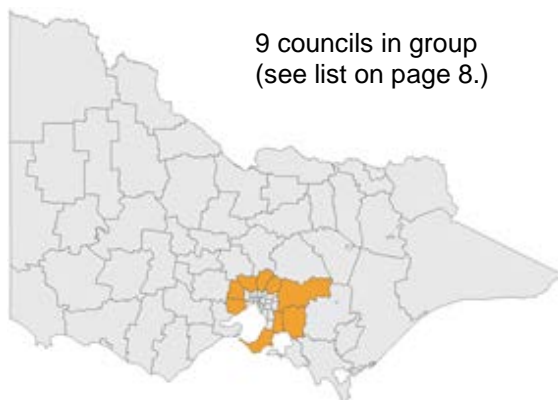 9 councils in group
(see list on page 8.)